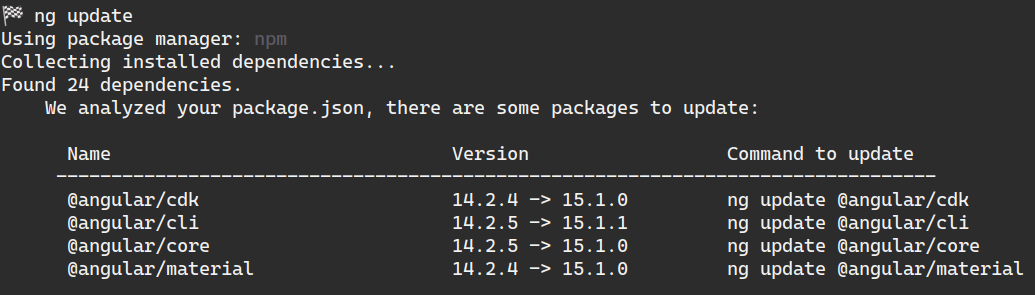 ng update
Using package manager: npm
Collecting installed dependencies...
Found 24 dependencies.
We analyzed your package.json, there are some packages to update:
Name Version Command to update
--------------------------------------------------------------------------------
@angular/cdk 14.2.4 -> 15.1.0 ng update @angular/cdk
@angular/cli 14.2.5 -> 15.1.1 ng update @angular/cli
@angular/core 14.2.5 -> 15.1.0 ng update @angular/core
@angular/material 14.2.4 -> 15.1.0 ng update @angular/material